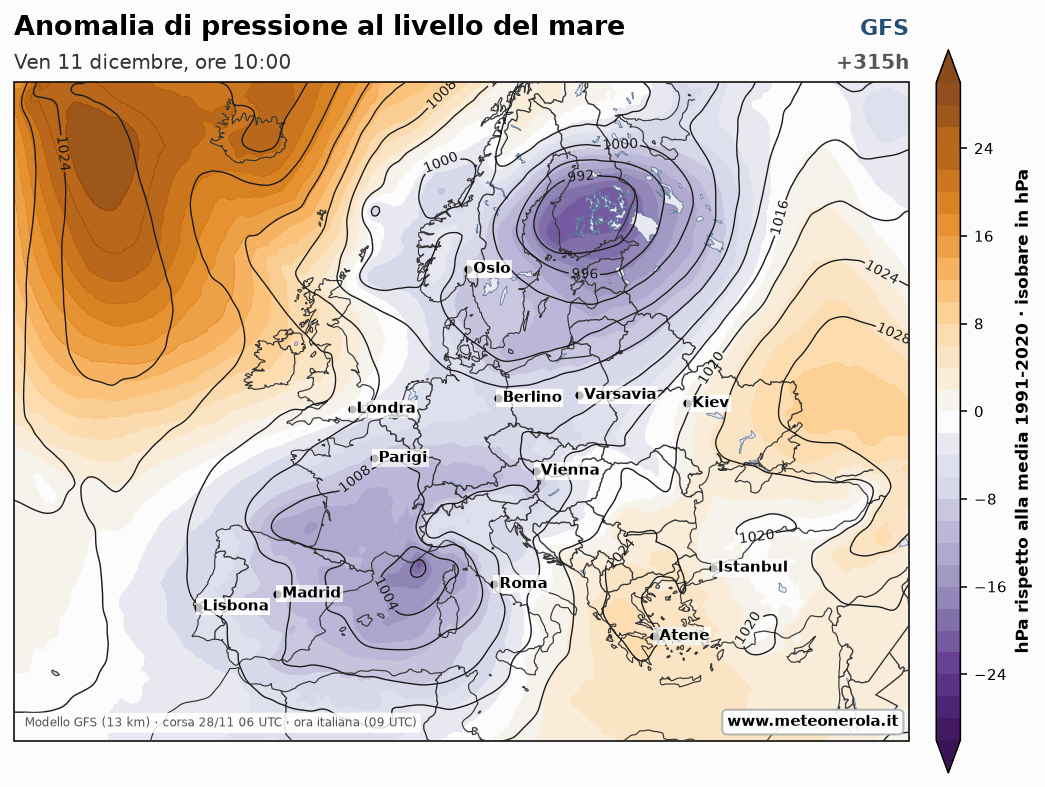 Anomalia di pressione al livello del mare
GFS
Ven 11 dicembre, ore 10:00
+315h
1008
1024
1000
1000
992
1016
24
16
8
0
−8
−16
−24
hPa rispetto alla media 1991-2020 · isobare in hPa
996
1024
Oslo
1028
1020
Berlino
Varsavia
Kiev
Londra
Parigi
Vienna
1008
1020
1024
Istanbul
Roma
Madrid
1004
Lisbona
Atene
1020
Modello GFS (13 km) · corsa 28/11 06 UTC · ora italiana (09 UTC)
www.meteonerola.it